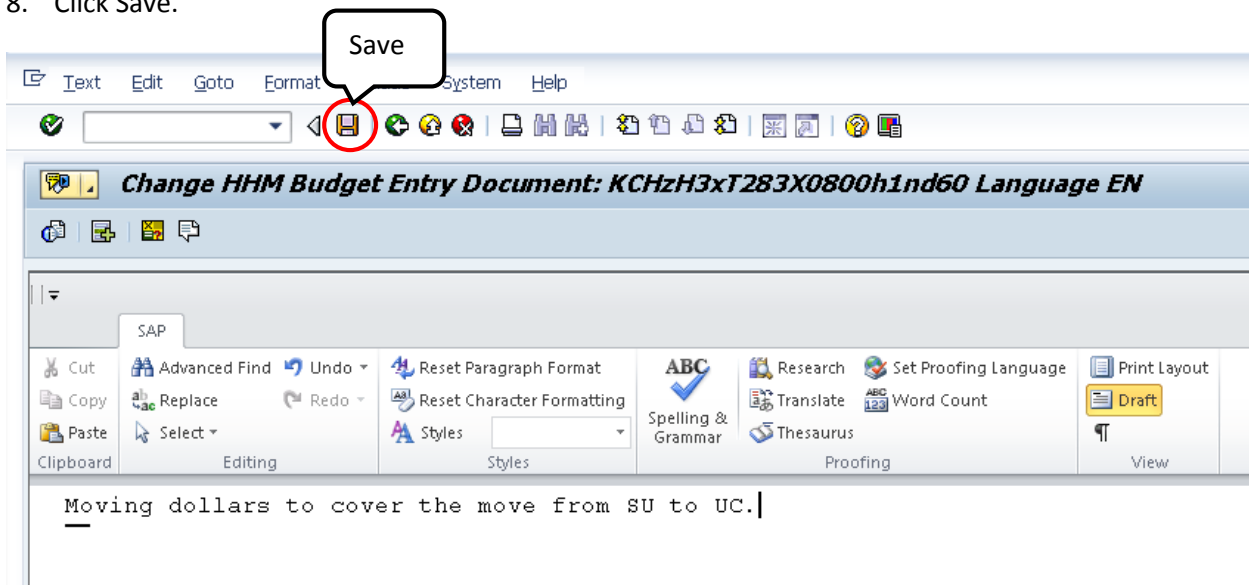 8. Click Save.
Save
Text Edit Goto Format System Help
Change HHM Budget Entry Document: KCHzH3xT283X0800h1nd60 Language EN
SAP
Cut Advanced Find Undo Reset Paragraph Format ABC Research Set Proofing Language Print Layout
Copy Replace Redo Reset Character Formatting Spelling & Grammar Translate Word Count Draft
Paste Select Styles Thesaurus ¶
Clipboard Editing Styles Proofing View
Moving dollars to cover the move from SU to UC.